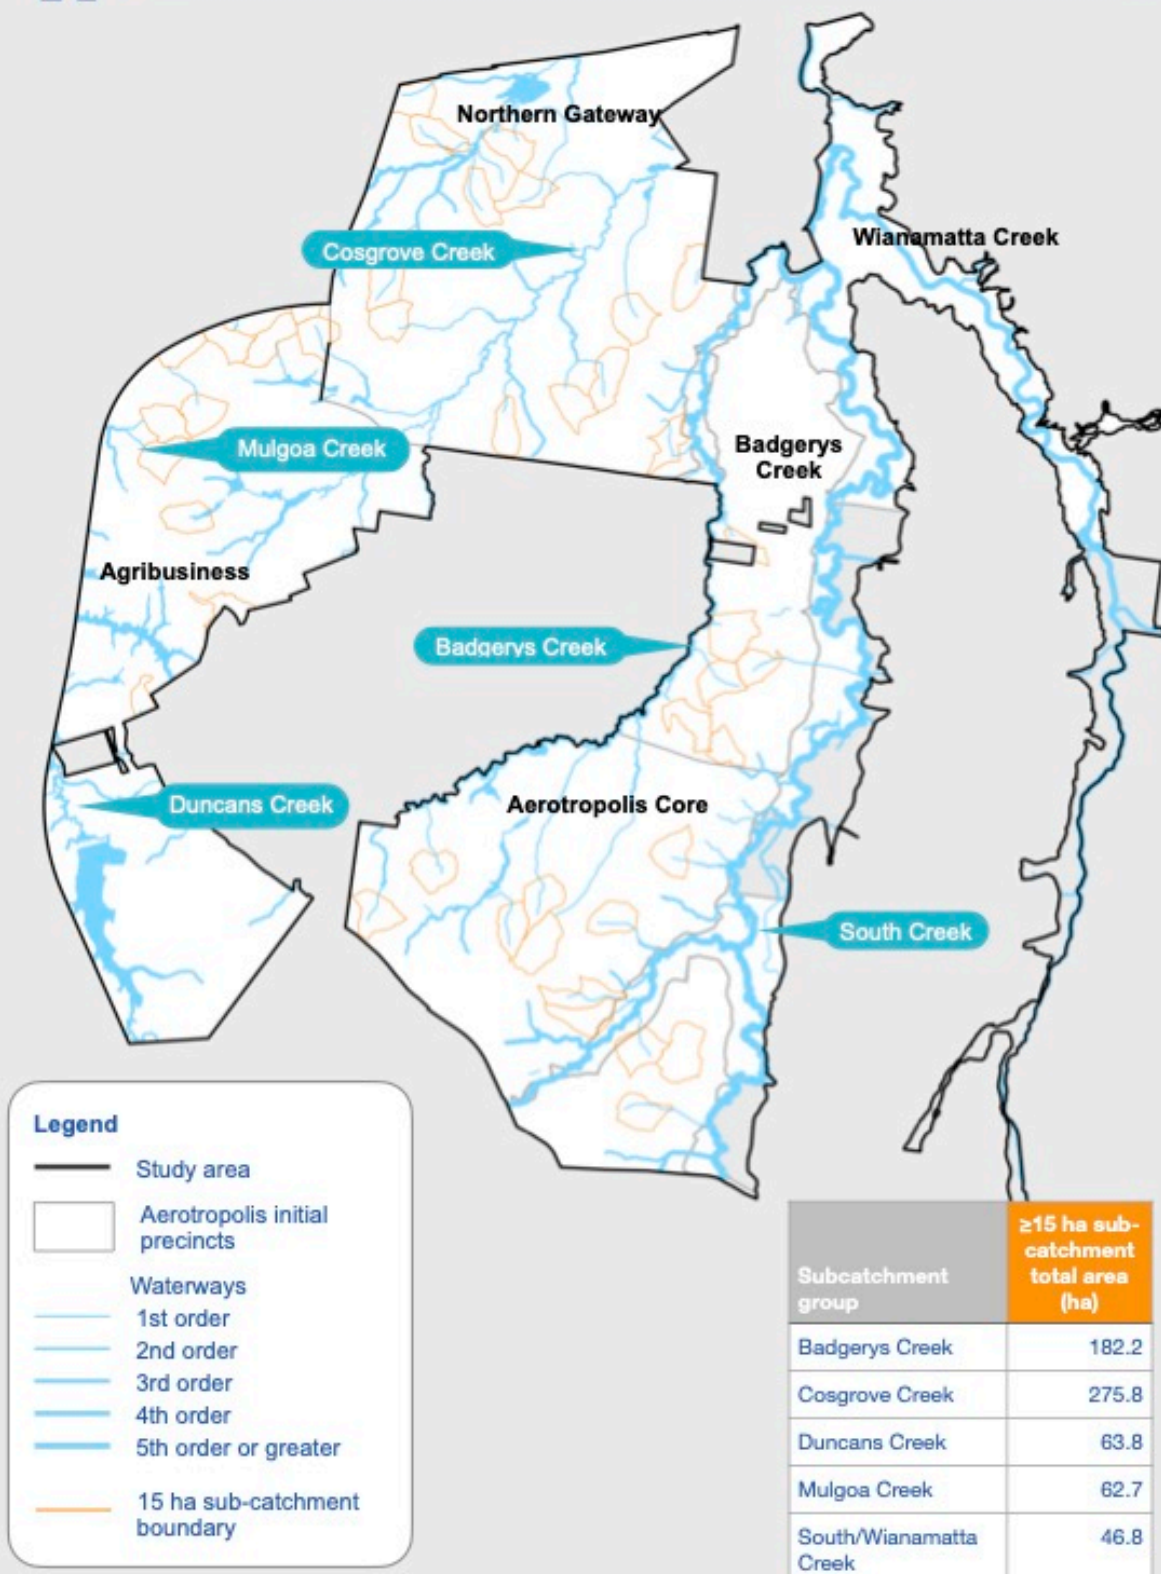 Northern Gateway
Wianamatta Creek
Cosgrove Creek
Mulgoa Creek
Badgerys
Creek
Agribusiness
Badgerys Creek
Duncans Creek
Aerotropolis Core
South Creek
Legend
Study area
Aerotropolis initial
precincts
Waterways
1st order
2nd order
3rd order
4th order
5th order or greater
15 ha sub-catchment
boundary
Subcatchment
group
≥15 ha sub-
catchment
total area
(ha)
Badgerys Creek 182.2
Cosgrove Creek 275.8
Duncans Creek 63.8
Mulgoa Creek 62.7
South/Wianamatta 46.8
Creek